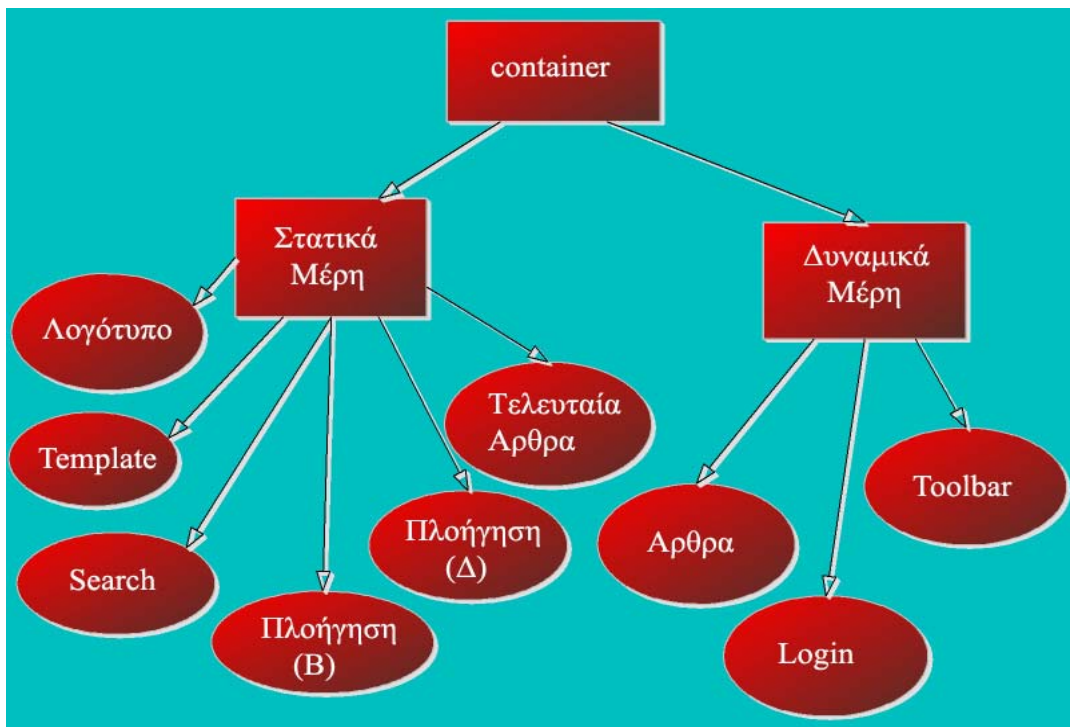 container
Στατικά
Μέρη
Δυναμικά
Μέρη
Λογότυπο
Template
Search
Πλοήγηση
(Β)
Πλοήγηση
(Δ)
Τελευταία
Αρθρα
Αρθρα
Login
Toolbar